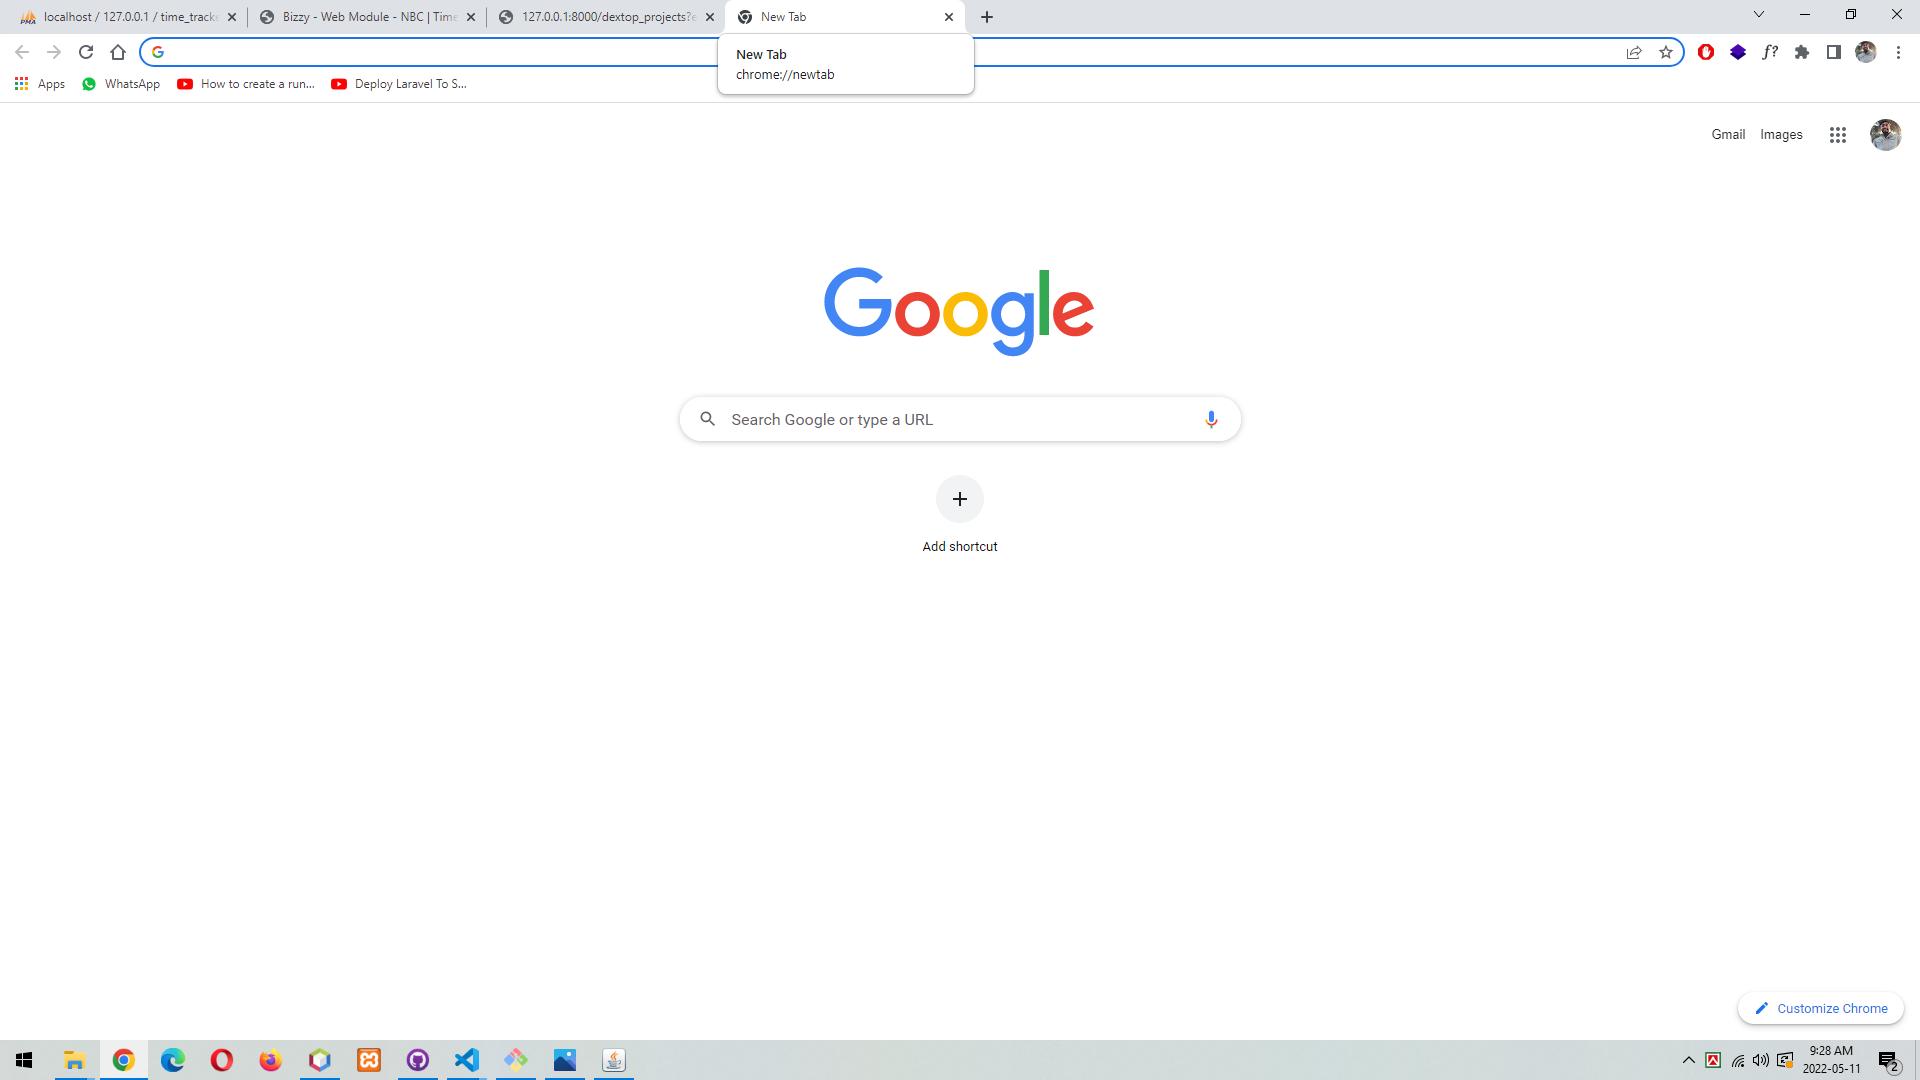 localhost / 127.0.0.1 / time_tracke
Bizzy - Web Module - NBC | Time
127.0.0.1:8000/dextop_projects?e
New Tab
New Tab
chrome://newtab
Apps
WhatsApp
How to create a run...
Deploy Laravel To S...
Gmail
Images
Google
Search Google or type a URL
Add shortcut
Customize Chrome
9:28 AM
2022-05-11
2